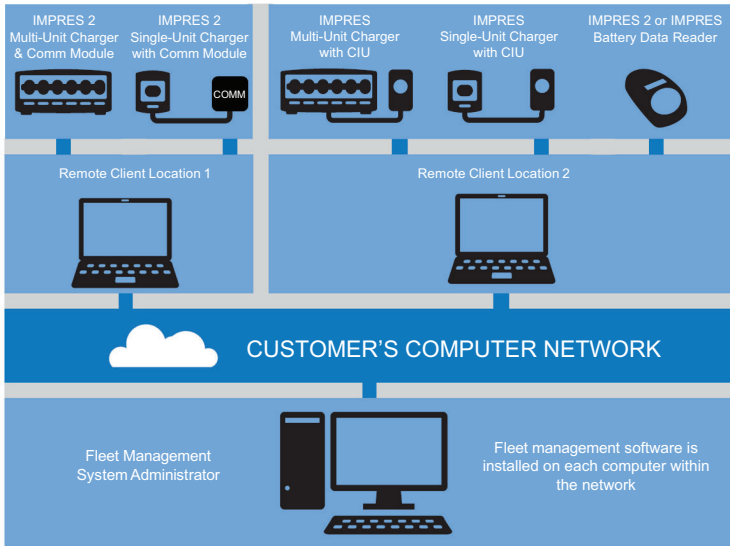 IMPRES 2
Multi-Unit Charger
& Comm Module
IMPRES 2
Single-Unit Charger
with Comm Module
COMM
IMPRES
Multi-Unit Charger
with CIU
IMPRES
Single-Unit Charger
with CIU
IMPRES 2 or IMPRES
Battery Data Reader
Remote Client Location 1
Remote Client Location 2
CUSTOMER'S COMPUTER NETWORK
Fleet Management
System Administrator
Fleet management software is
installed on each computer within
the network